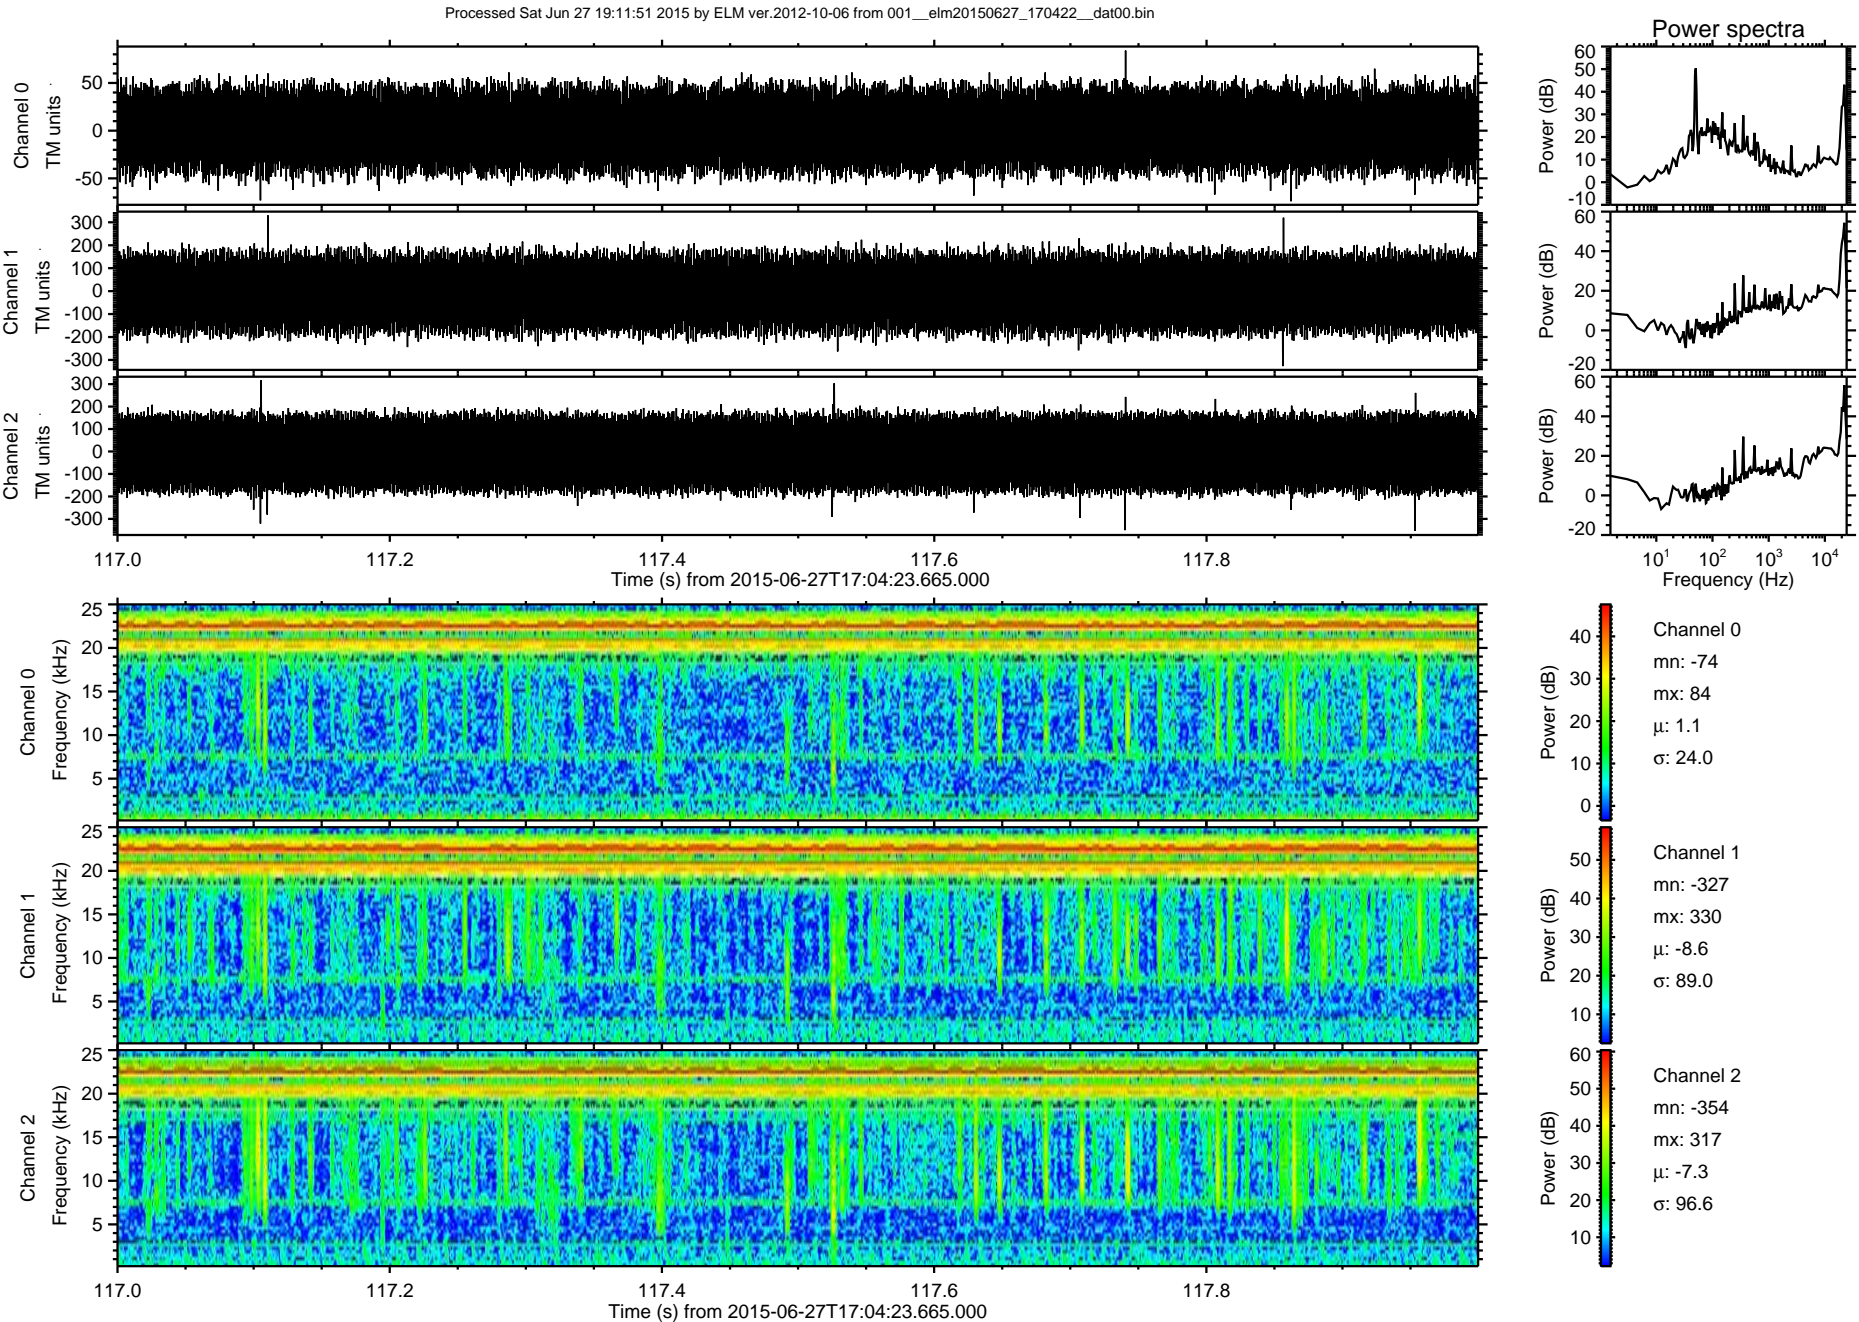 Processed Sat Jun 27 19:11:51 2015 by ELM ver.2012-10-06 from 001__elm20150627_170422__dat00.bin
Power spectra
Channel 0
TM units
50
0
-50
Power (dB)
60
50
40
30
20
10
0
-10
Channel 1
TM units
300
200
100
0
-100
-200
-300
Power (dB)
60
40
20
0
-20
Channel 2
TM units
300
200
100
0
-100
-200
-300
Power (dB)
60
40
20
0
-20
117.0 117.2 117.4 117.6 117.8
Time (s) from 2015-06-27T17:04:23.665.000
10¹ 10² 10³ 10⁴
Frequency (Hz)
Channel 0
Frequency (kHz)
25
20
15
10
5
Power (dB)
40
30
20
10
0
Channel 0
mn: -74
mx: 84
μ: 1.1
σ: 24.0
Channel 1
Frequency (kHz)
25
20
15
10
5
Power (dB)
50
40
30
20
10
Channel 1
mn: -327
mx: 330
μ: -8.6
σ: 89.0
Channel 2
Frequency (kHz)
25
20
15
10
5
Power (dB)
60
50
40
30
20
10
Channel 2
mn: -354
mx: 317
μ: -7.3
σ: 96.6
117.0 117.2 117.4 117.6 117.8
Time (s) from 2015-06-27T17:04:23.665.000